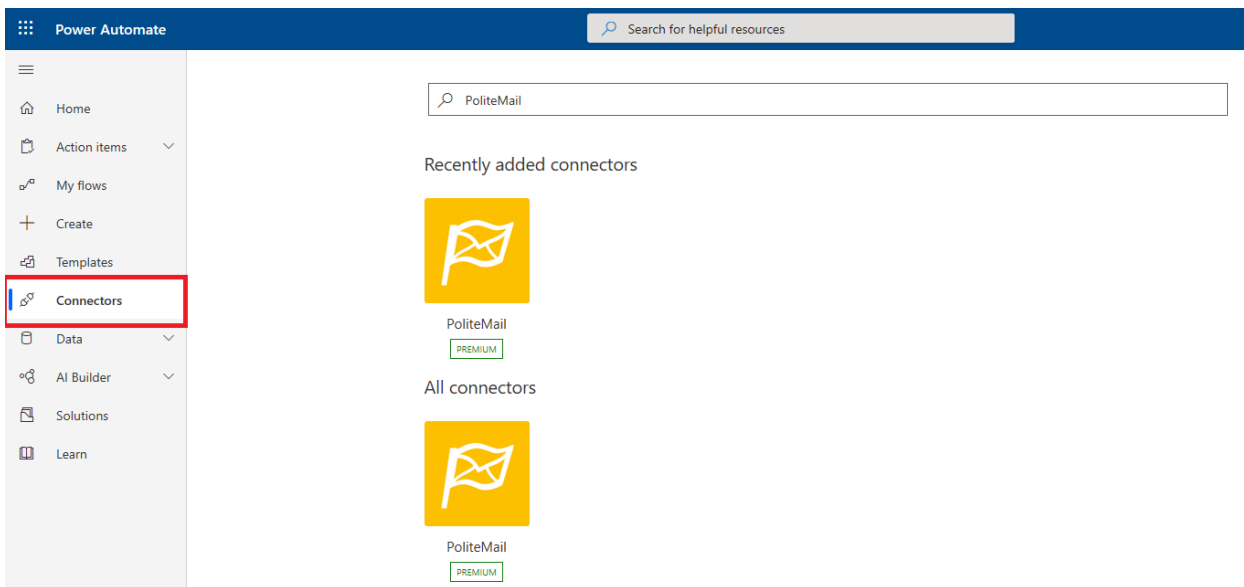 Power Automate
Search for helpful resources
Home
Action items
My flows
Create
Templates
Connectors
Data
AI Builder
Solutions
Learn
PoliteMail
Recently added connectors
PoliteMail
PREMIUM
All connectors
PoliteMail
PREMIUM